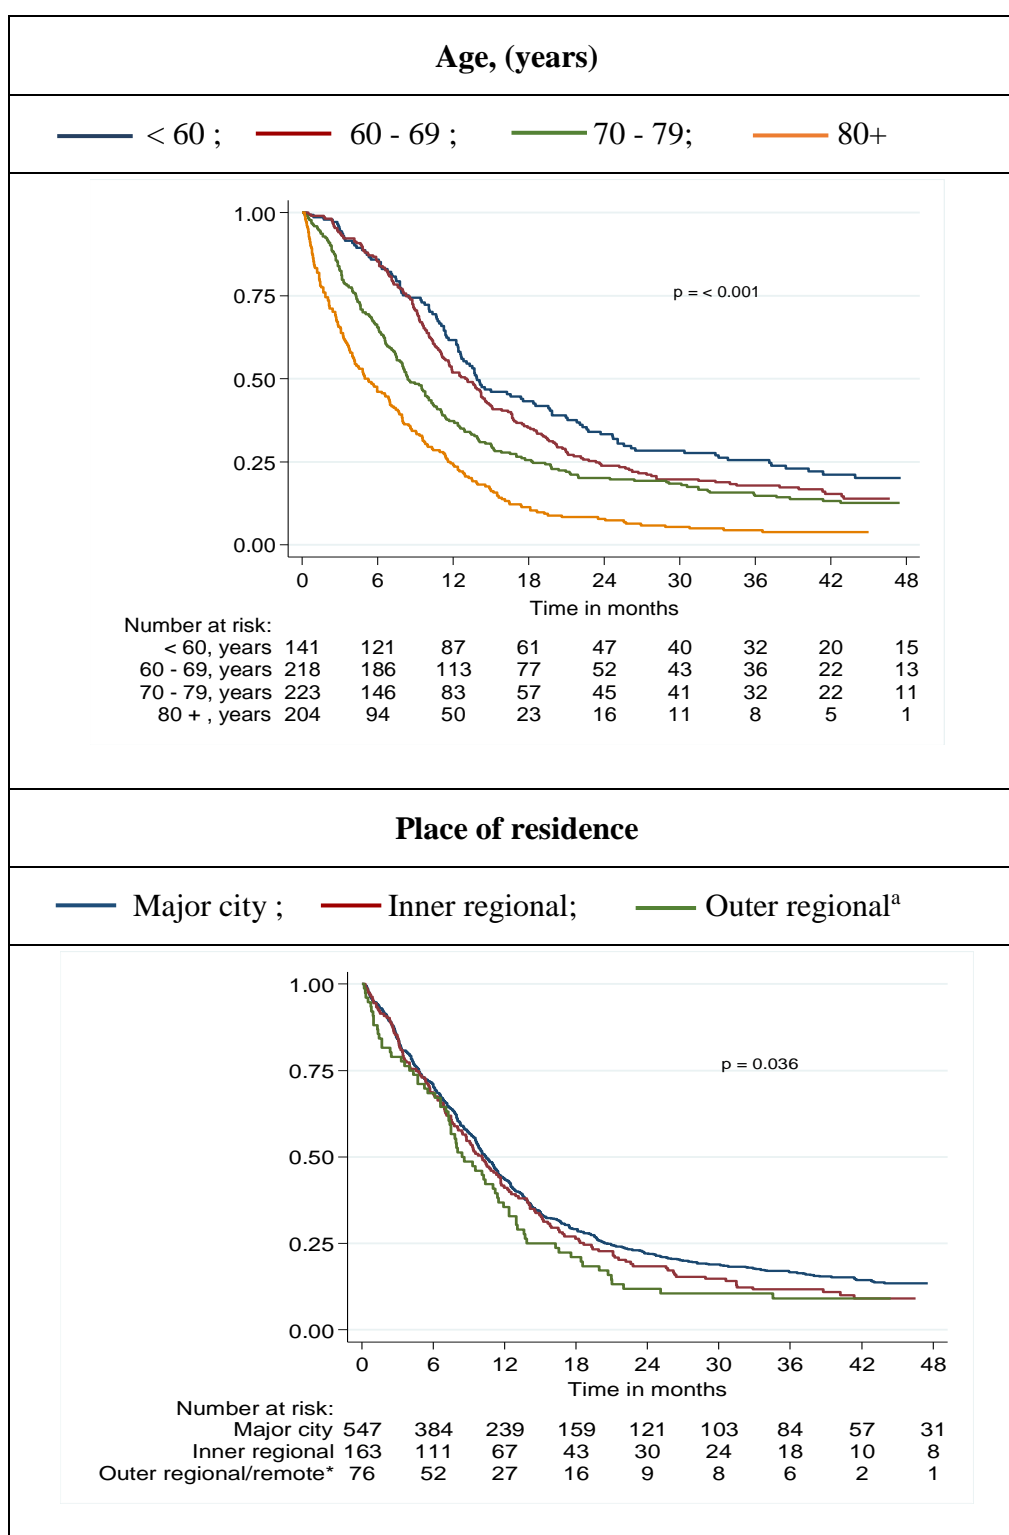 Age, (years)
< 60 ; 60 - 69 ; 70 - 79; 80+
1.00
0.75
0.50
0.25
0.00
p = < 0.001
0 6 12 18 24 30 36 42 48
Time in months
Number at risk:
< 60, years 141 121 87 61 47 40 32 20 15
60 - 69, years 218 186 113 77 52 43 36 22 13
70 - 79, years 223 146 83 57 45 41 32 22 11
80 + , years 204 94 50 23 16 11 8 5 1
Place of residence
Major city ; Inner regional; Outer regionalª
1.00
0.75
0.50
0.25
0.00
p = 0.036
0 6 12 18 24 30 36 42 48
Time in months
Number at risk:
Major city 547 384 239 159 121 103 84 57 31
Inner regional 163 111 67 43 30 24 18 10 8
Outer regional/remote* 76 52 27 16 9 8 6 2 1